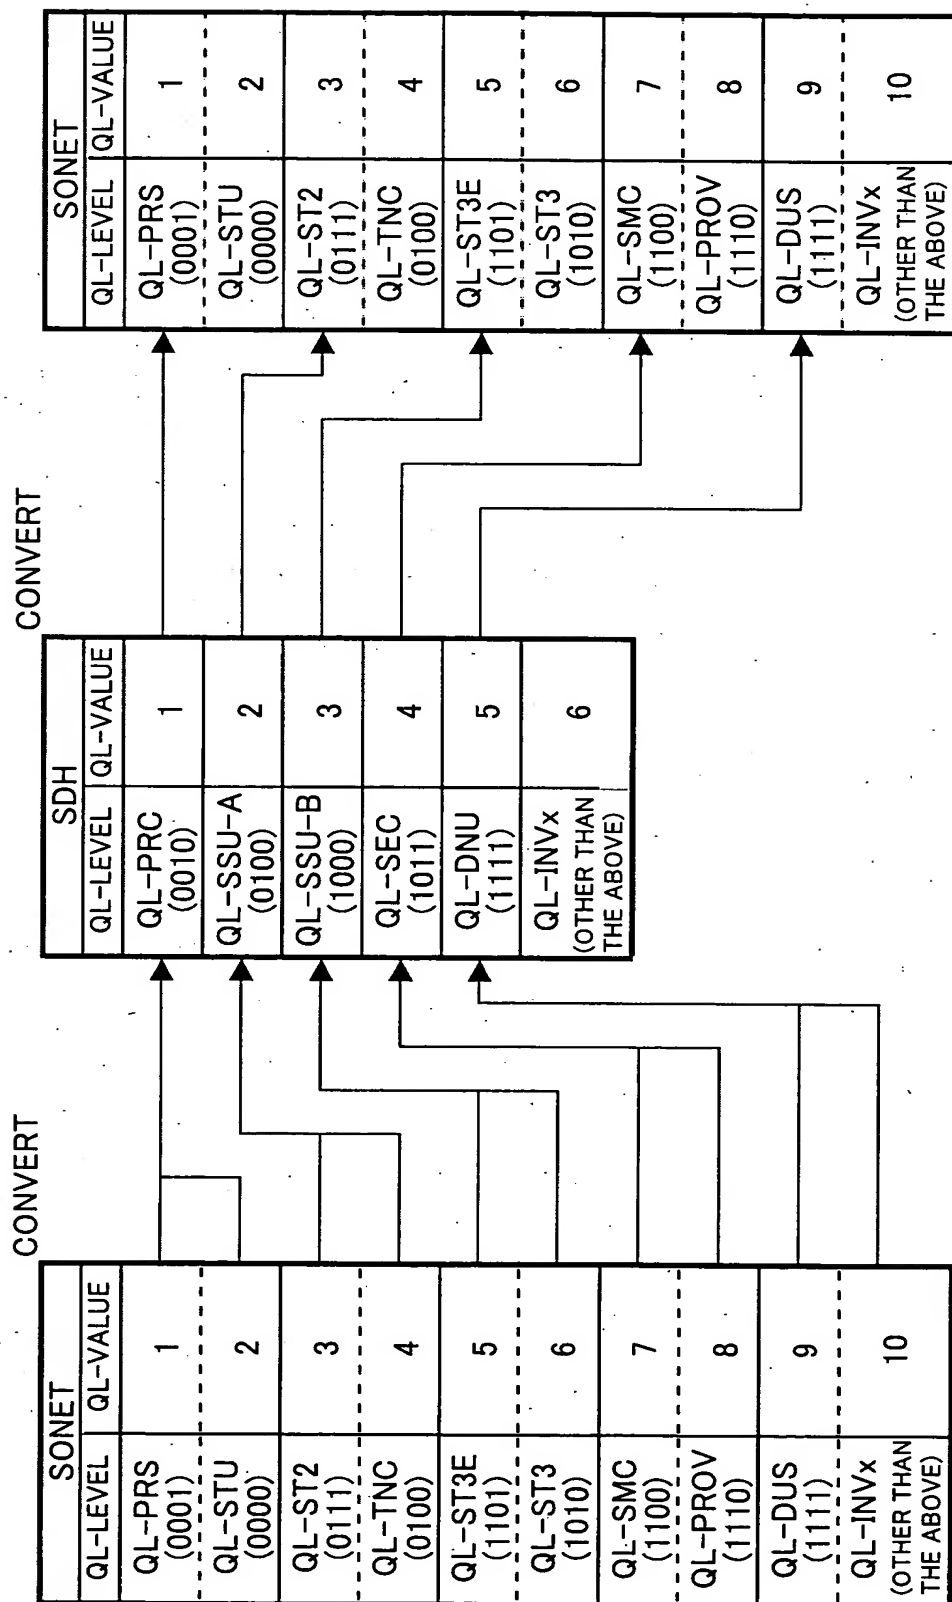 CONVERT
CONVERT
SONET
QL-LEVEL QL-VALUE
QL-PRS 1
(0001)
QL-STU 2
(0000)
QL-ST2 3
(0111)
QL-TNC 4
(0100)
QL-ST3E 5
(1101)
QL-ST3 6
(1010)
QL-SMC 7
(1100)
QL-PROV 8
(1110)
QL-DUS 9
(1111)
QL-INVx 10
(OTHER THAN
THE ABOVE)
SDH
QL-LEVEL QL-VALUE
QL-PRC 1
(0010)
QL-SSU-A 2
(0100)
QL-SSU-B 3
(1000)
QL-SEC 4
(1011)
QL-DNU 5
(1111)
QL-INVx 6
(OTHER THAN
THE ABOVE)
SONET
QL-LEVEL QL-VALUE
QL-PRS 1
(0001)
QL-STU 2
(0000)
QL-ST2 3
(0111)
QL-TNC 4
(0100)
QL-ST3E 5
(1101)
QL-ST3 6
(1010)
QL-SMC 7
(1100)
QL-PROV 8
(1110)
QL-DUS 9
(1111)
QL-INVx 10
(OTHER THAN
THE ABOVE)